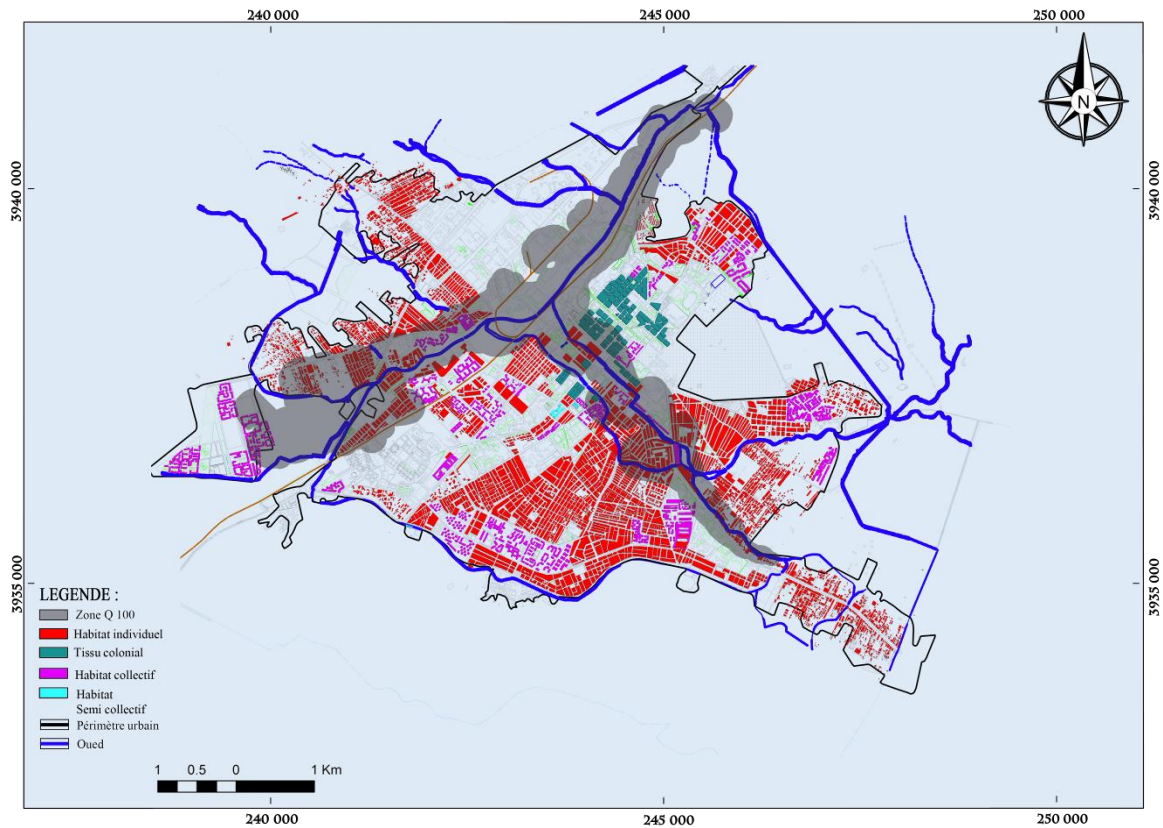 240 000 245 000 250 000
N
3940 000 3940 000
3935 000 3935 000
LEGENDE :
Zone Q 100
Habitat individuel
Tissu colonial
Habitat collectif
Habitat
Semi collectif
Périmètre urbain
Oued
1 0.5 0 1 Km
240 000 245 000 250 000